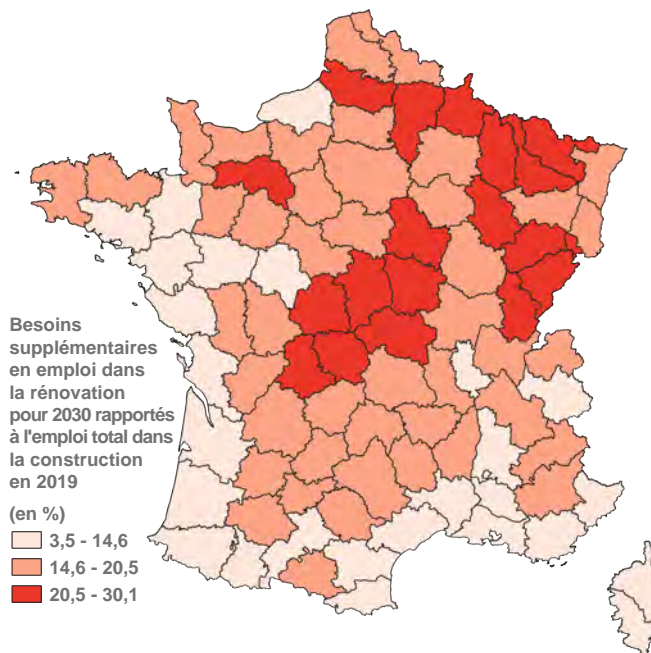 Besoins
supplémentaires
en emploi dans
la rénovation
pour 2030 rapportés
à l'emploi total dans
la construction
en 2019
(en %)
3,5 - 14,6
14,6 - 20,5
20,5 - 30,1